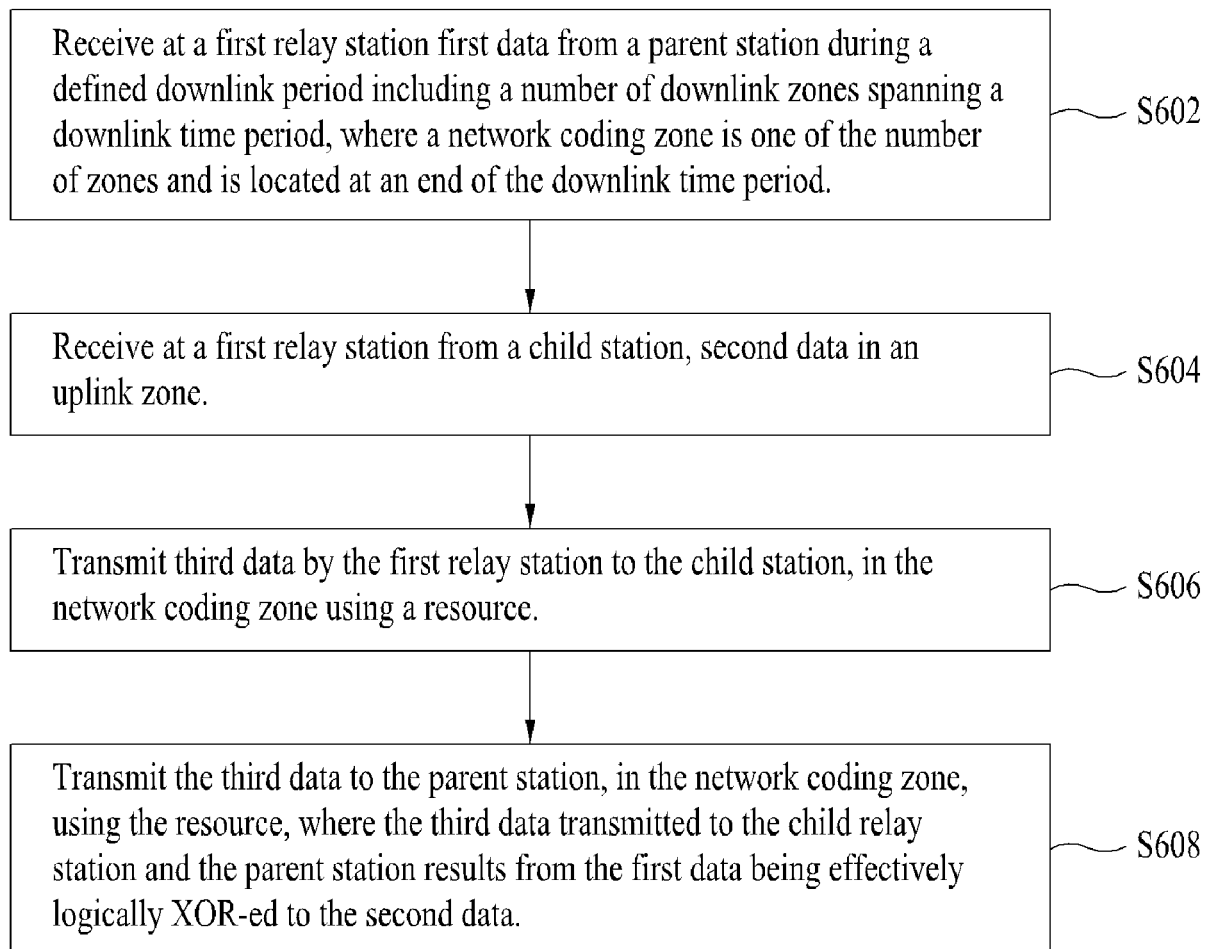 Receive at a first relay station first data from a parent station during a
defined downlink period including a number of downlink zones spanning a
downlink time period, where a network coding zone is one of the number
of zones and is located at an end of the downlink time period.
S602
Receive at a first relay station from a child station, second data in an
uplink zone.
S604
Transmit third data by the first relay station to the child station, in the
network coding zone using a resource.
S606
Transmit the third data to the parent station, in the network coding zone,
using the resource, where the third data transmitted to the child relay
station and the parent station results from the first data being effectively
logically XOR-ed to the second data.
S608